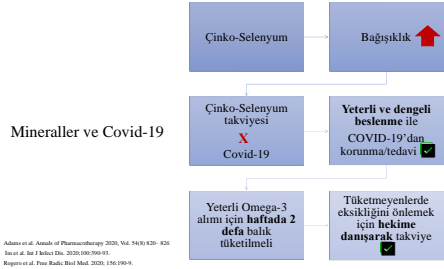 Çinko-Selenyum
Bağışıklık
Mineraller ve Covid-19
Çinko-Selenyum
takviyesi
X
Covid-19
Yeterli ve dengeli
beslenme ile
COVID-19’dan
korunma/tedavi
Yeterli Omega-3
alımı için haftada 2
defa balık
tüketilmeli
Tüketmeyenlerde
eksikliğini önlemek
için hekime
danışarak takviye
Adams et al. Annals of Pharmacotherapy 2020, Vol. 54(8) 820– 826
Im et al. Int J Infect Dis. 2020;100:390-93.
Rogero et al. Free Radic Biol Med. 2020; 156:190-9.